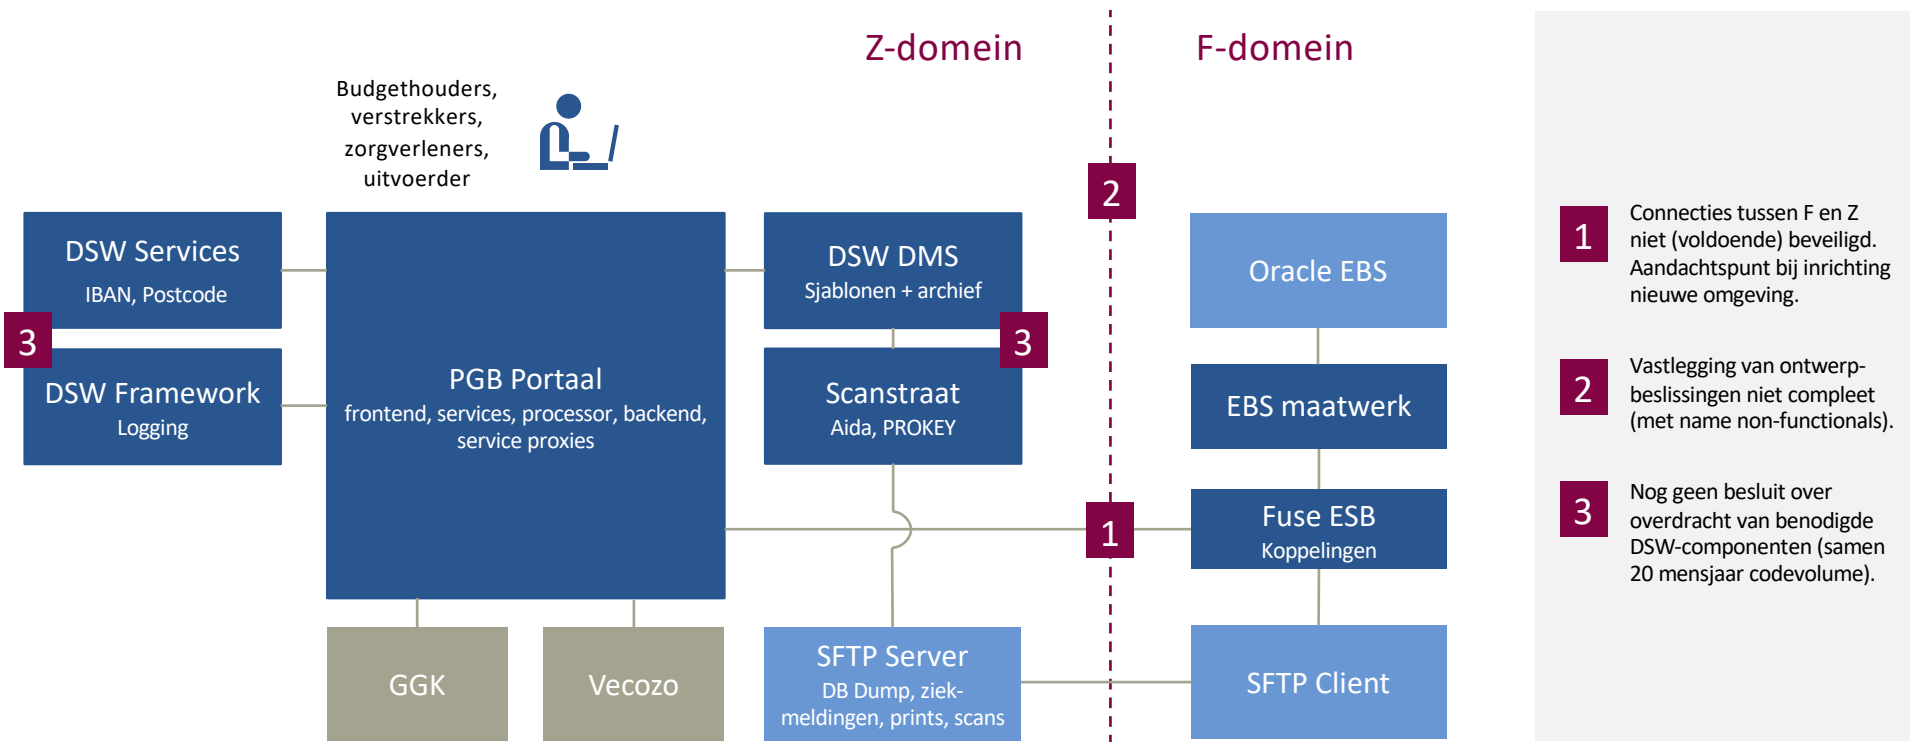 Z-domein
F-domein
Budgethouders,
verstrekkers,
zorgverleners,
uitvoerder
2
DSW Services
IBAN, Postcode
3
DSW Framework
Logging
PGB Portaal
frontend, services, processor, backend,
service proxies
DSW DMS
Sjablonen + archief
3
Scanstraat
Aida, PROKEY
Oracle EBS
EBS maatwerk
1
Fuse ESB
Koppelingen
GGK
Vecozo
SFTP Server
DB Dump, ziek-
meldingen, prints, scans
SFTP Client
1
Connecties tussen F en Z
niet (voldoende) beveiligd.
Aandachtspunt bij inrichting
nieuwe omgeving.
2
Vastlegging van ontwerp-
beslissingen niet compleet
(met name non-functionals).
3
Nog geen besluit over
overdracht van benodigde
DSW-componenten (samen
20 mensjaar codevolume).